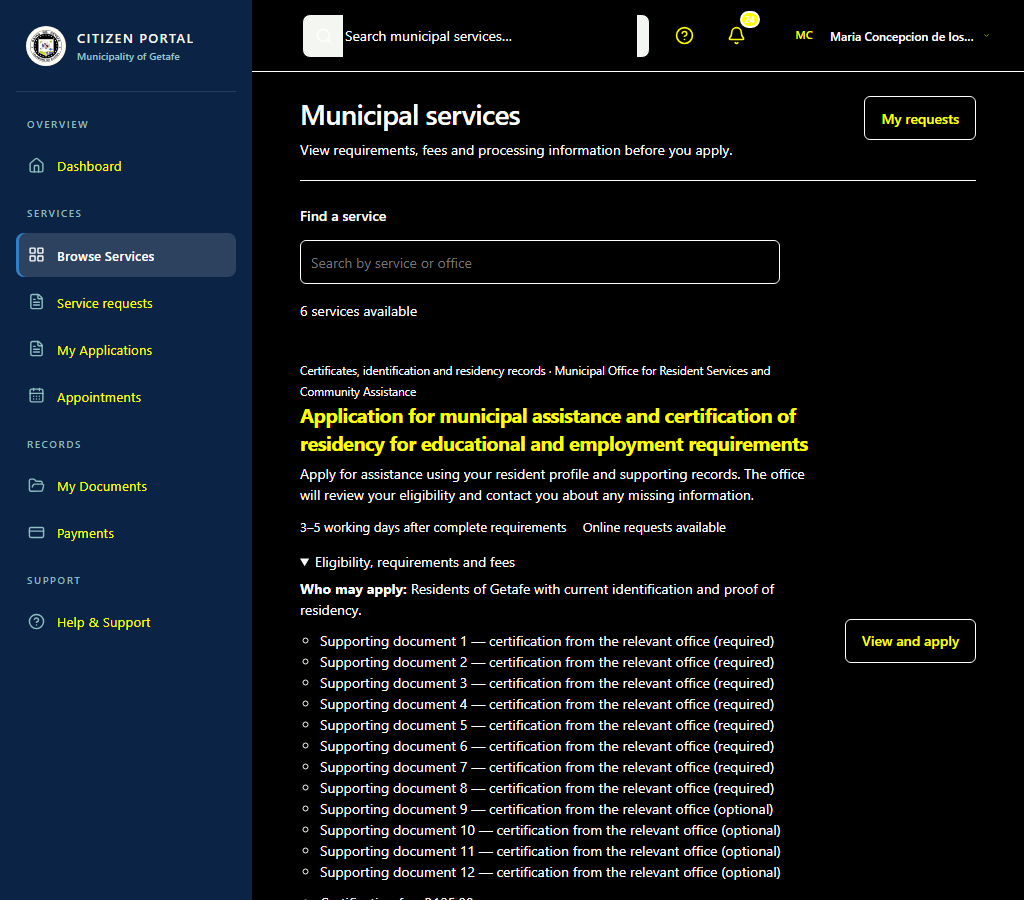 CITIZEN PORTAL
Municipality of Getafe
OVERVIEW
Dashboard
SERVICES
Browse Services
Service requests
My Applications
Appointments
RECORDS
My Documents
Payments
SUPPORT
Help & Support
Search municipal services...
24
MC
Maria Concepcion de los...
Municipal services
View requirements, fees and processing information before you apply.
My requests
Find a service
Search by service or office
6 services available
Certificates, identification and residency records · Municipal Office for Resident Services and
Community Assistance
Application for municipal assistance and certification of
residency for educational and employment requirements
Apply for assistance using your resident profile and supporting records. The office
will review your eligibility and contact you about any missing information.
3–5 working days after complete requirements Online requests available
Eligibility, requirements and fees
Who may apply: Residents of Getafe with current identification and proof of
residency.
Supporting document 1 — certification from the relevant office (required)
Supporting document 2 — certification from the relevant office (required)
Supporting document 3 — certification from the relevant office (required)
Supporting document 4 — certification from the relevant office (required)
Supporting document 5 — certification from the relevant office (required)
Supporting document 6 — certification from the relevant office (required)
Supporting document 7 — certification from the relevant office (required)
Supporting document 8 — certification from the relevant office (required)
Supporting document 9 — certification from the relevant office (optional)
Supporting document 10 — certification from the relevant office (optional)
Supporting document 11 — certification from the relevant office (optional)
Supporting document 12 — certification from the relevant office (optional)
View and apply